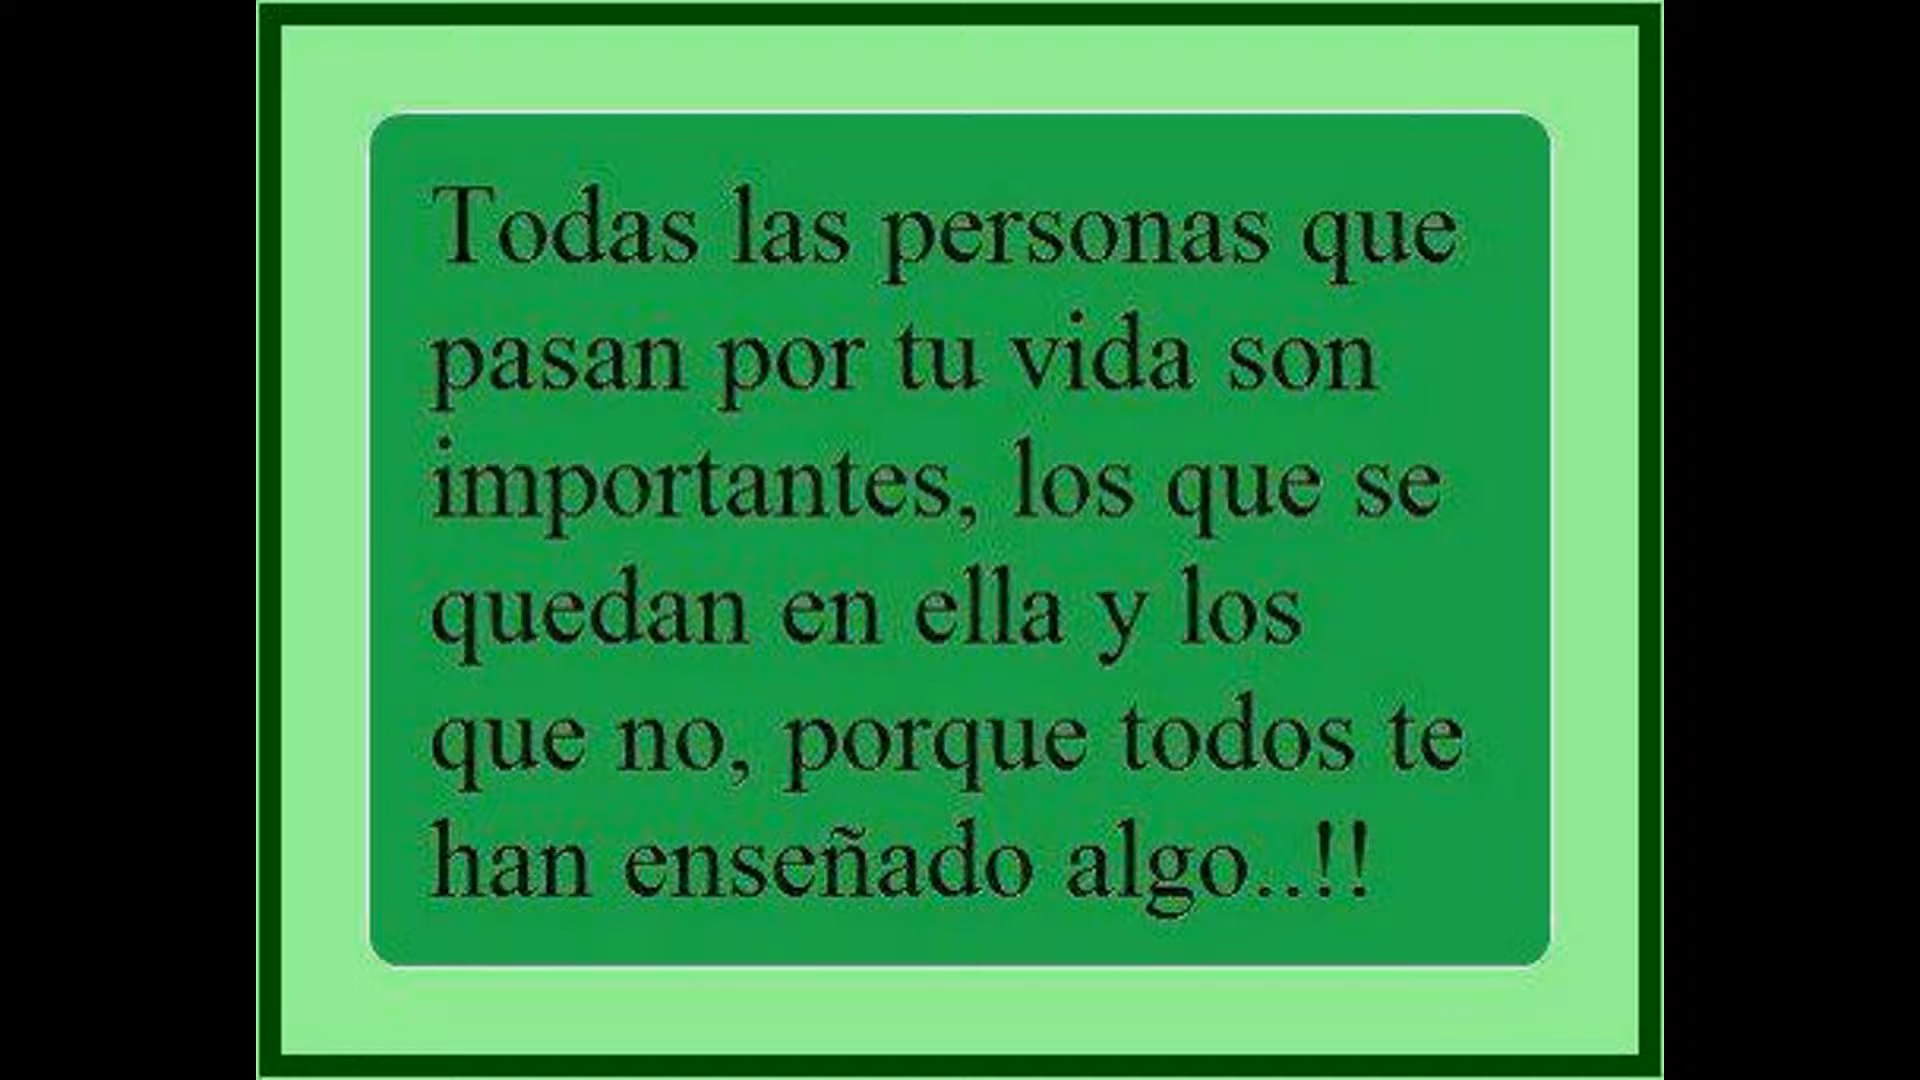 Todas las personas que
pasan por tu vida son
importantes, los que se
quedan en ella y los
que no, porque todos te
han enseñado algo..!!